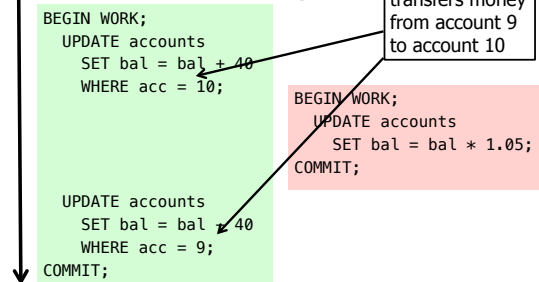 transfers money
from account 9
to account 10
BEGIN WORK;
UPDATE accounts
SET bal = bal + 40
WHERE acc = 10;
BEGIN WORK;
UPDATE accounts
SET bal = bal * 1.05;
COMMIT;
UPDATE accounts
SET bal = bal - 40
WHERE acc = 9;
COMMIT;